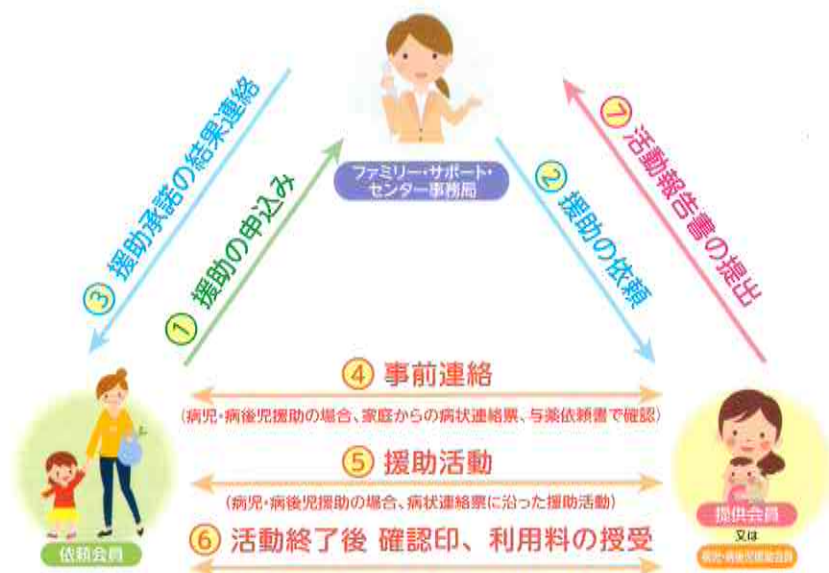 ファミリー・サポート・
センター事務局
③ 援助承諾の結果連絡
① 援助の申込み
② 援助の依頼
⑦ 活動報告書の提出
④ 事前連絡
(病児・病後児援助の場合、家庭からの病状連絡票、与薬依頼書で確認)
⑤ 援助活動
(病児・病後児援助の場合、病状連絡票に沿った援助活動)
⑥ 活動終了後 確認印、利用料の授受
依頼会員
提供会員
又は
病児・病後児援助会員